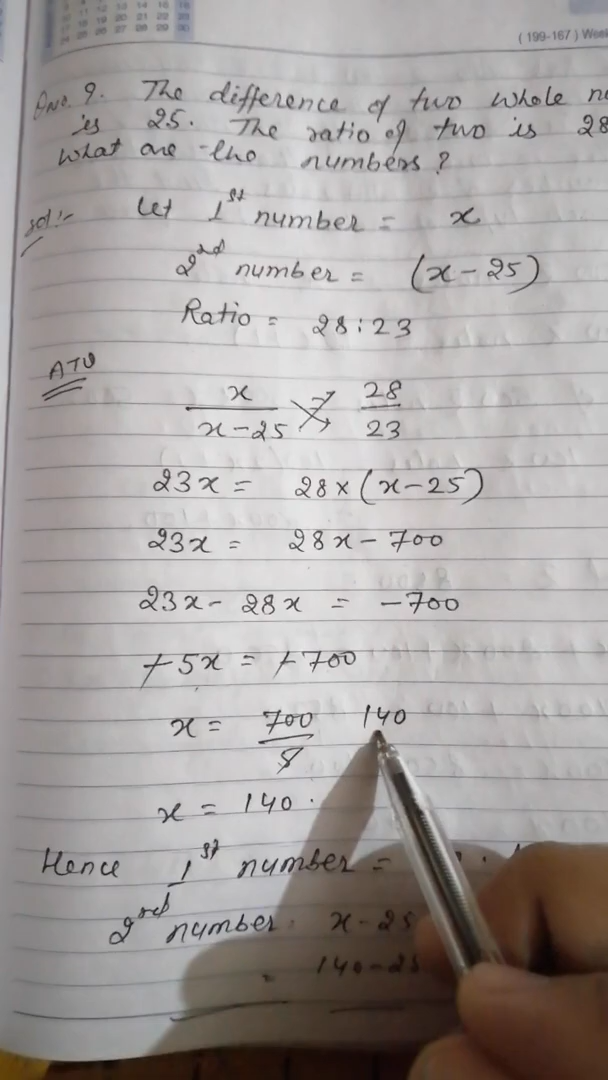 (199-167) Week
Qno. 9. The difference of two whole
is 25. The ratio of two is 28
What are the numbers?
Sol:- Let 1st number = x
2nd number = (x-25)
Ratio = 28:23
ATQ
x 28
x-25 23
23x = 28×(x-25)
23x = 28x-700
23x-28x = -700
-5x = -700
x = 700 140
5
x = 140.
Hence 1st number =
2nd number. x-25
= 140-25